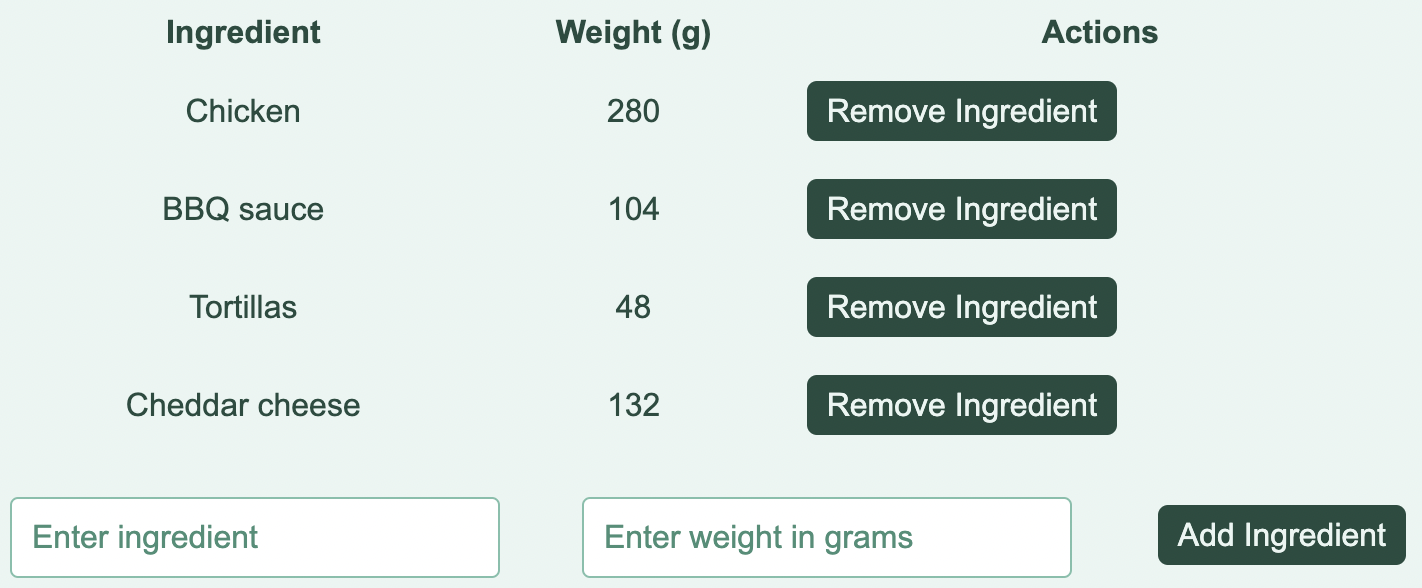 Ingredient Weight (g) Actions
Chicken 280 Remove Ingredient
BBQ sauce 104 Remove Ingredient
Tortillas 48 Remove Ingredient
Cheddar cheese 132 Remove Ingredient
Enter ingredient Enter weight in grams Add Ingredient